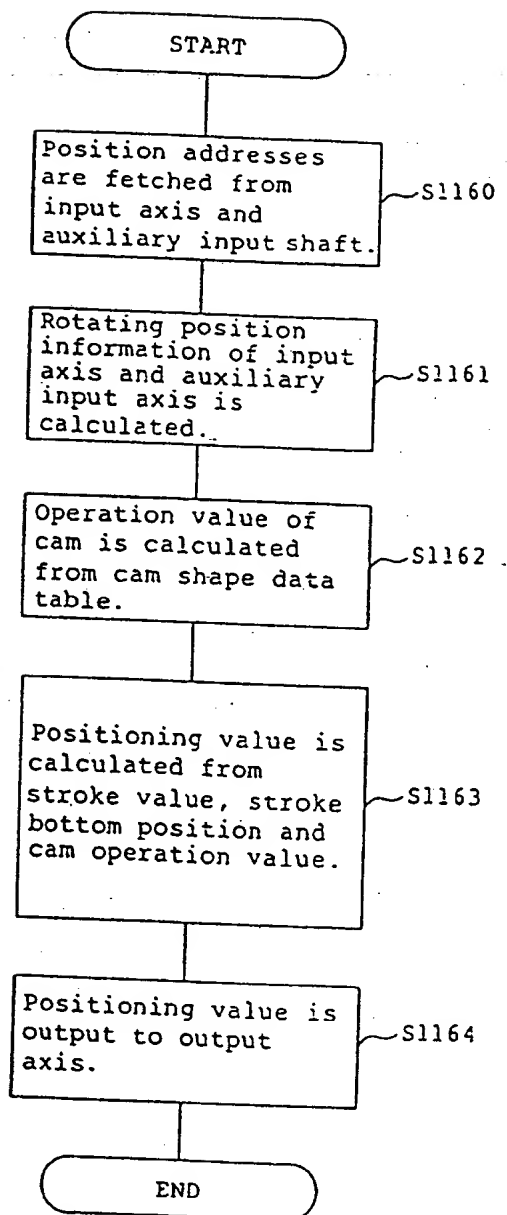 START
Position addresses
are fetched from
input axis and
auxiliary input shaft.
S1160
Rotating position
information of input
axis and auxiliary
input axis is
calculated.
S1161
Operation value of
cam is calculated
from cam shape data
table.
S1162
Positioning value is
calculated from
stroke value, stroke
bottom position and
cam operation value.
S1163
Positioning value is
output to output
axis.
S1164
END